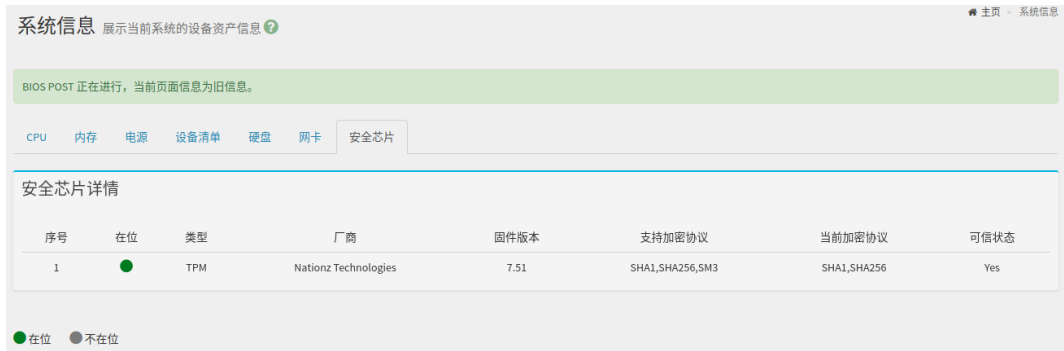 系统信息 展示当前系统的设备资产信息 ? 主页 > 系统信息
BIOS POST 正在进行，当前页面信息为旧信息。
CPU 内存 电源 设备清单 硬盘 网卡 安全芯片
安全芯片详情
序号 在位 类型 厂商 固件版本 支持加密协议 当前加密协议 可信状态
1 TPM Nationz Technologies 7.51 SHA1,SHA256,SM3 SHA1,SHA256 Yes
在位 不在位